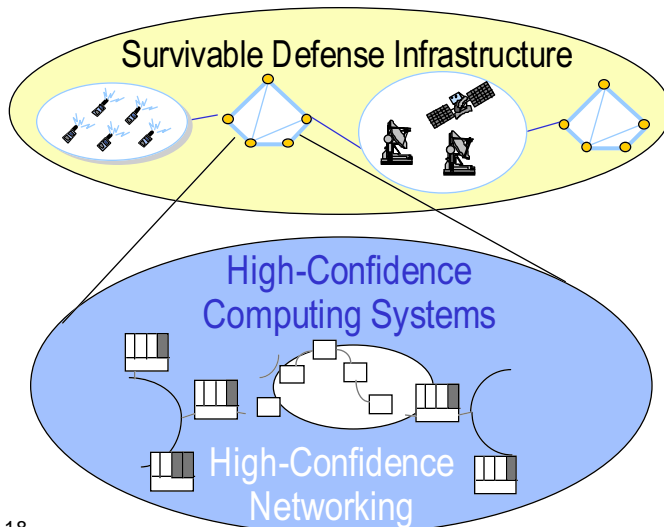 Survivable Defense Infrastructure
High-Confidence
Computing Systems
High-Confidence
Networking